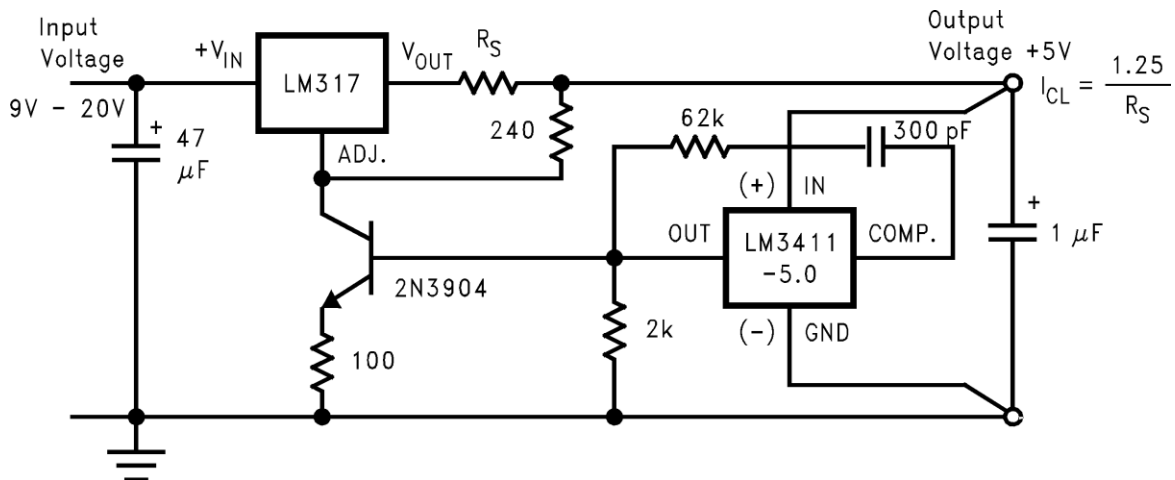 Input
Voltage
9V – 20V
+V_IN
LM317
V_OUT
R_S
Output
Voltage +5V
I_CL = 1.25 / R_S
+
47
μF
ADJ.
240
62k
300 pF
(+) IN
OUT
LM3411
-5.0
COMP.
+
1 μF
2N3904
(-) GND
2k
100